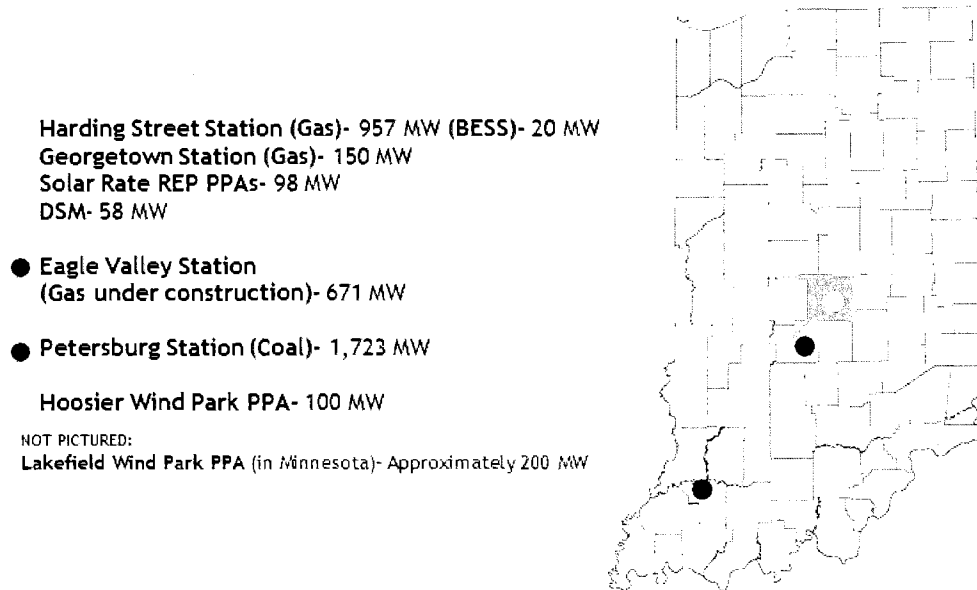 Harding Street Station (Gas)- 957 MW (BESS)- 20 MW
Georgetown Station (Gas)- 150 MW
Solar Rate REP PPAs- 98 MW
DSM- 58 MW
Eagle Valley Station
(Gas under construction)- 671 MW
Petersburg Station (Coal)- 1,723 MW
Hoosier Wind Park PPA- 100 MW
NOT PICTURED:
Lakefield Wind Park PPA (in Minnesota)- Approximately 200 MW